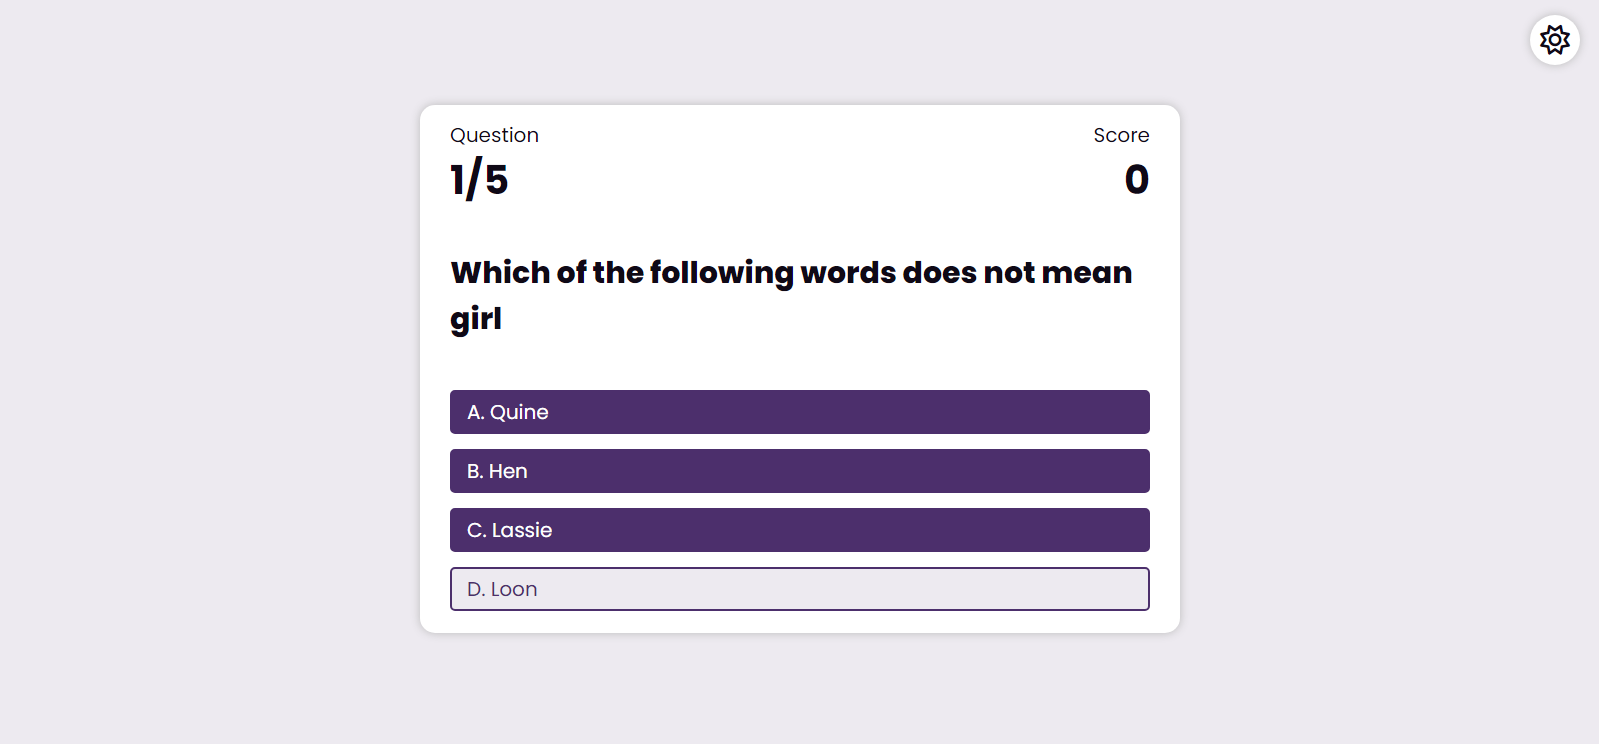 Question
Score
1/5
0
Which of the following words does not mean
girl
A. Quine
B. Hen
C. Lassie
D. Loon